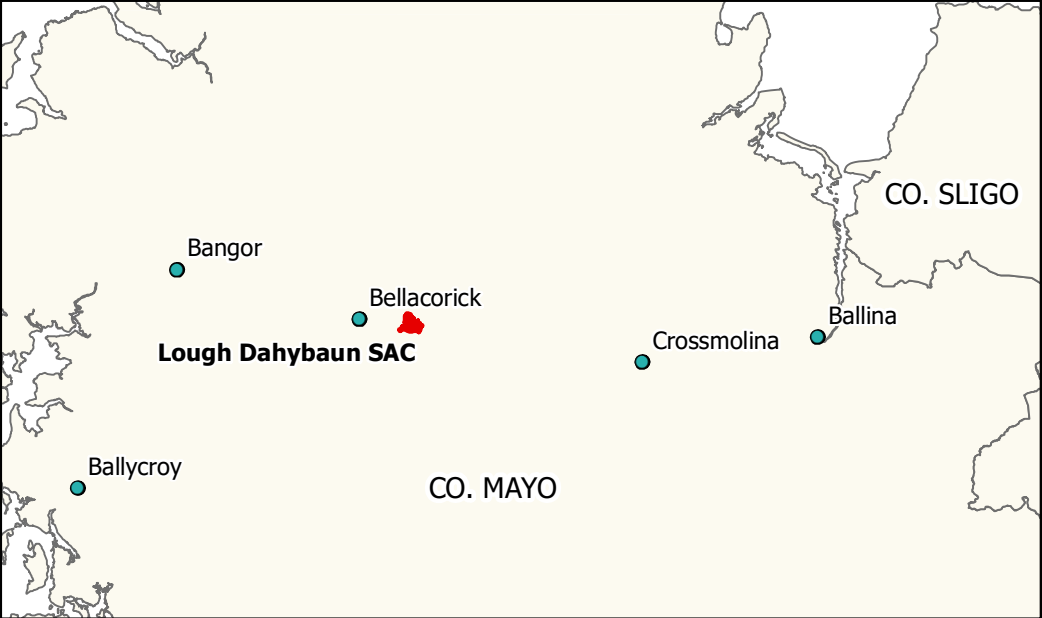 CO. SLIGO
Bangor
Bellacorick
Ballina
Crossmolina
Lough Dahybaun SAC
Ballycroy
CO. MAYO